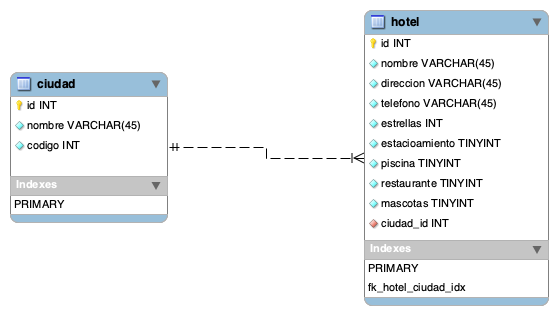 ciudad
id INT
nombre VARCHAR(45)
codigo INT
Indexes
PRIMARY
hotel
id INT
nombre VARCHAR(45)
direccion VARCHAR(45)
telefono VARCHAR(45)
estrellas INT
estacioamiento TINYINT
piscina TINYINT
restaurante TINYINT
mascotas TINYINT
ciudad_id INT
Indexes
PRIMARY
fk_hotel_ciudad_idx